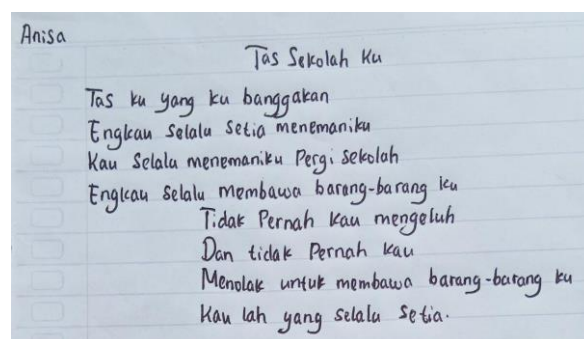 Anisa
Tas Sekolah Ku
Tas ku yang ku banggakan
Engkau Selalu Setia menemaniku
Kau Selalu menemaniku Pergi Sekolah
Engkau Selalu membawa barang-barang ku
Tidak Pernah kau mengeluh
Dan tidak Pernah kau
Menolak untuk membawa barang-barang ku
Kau lah yang selalu Setia.